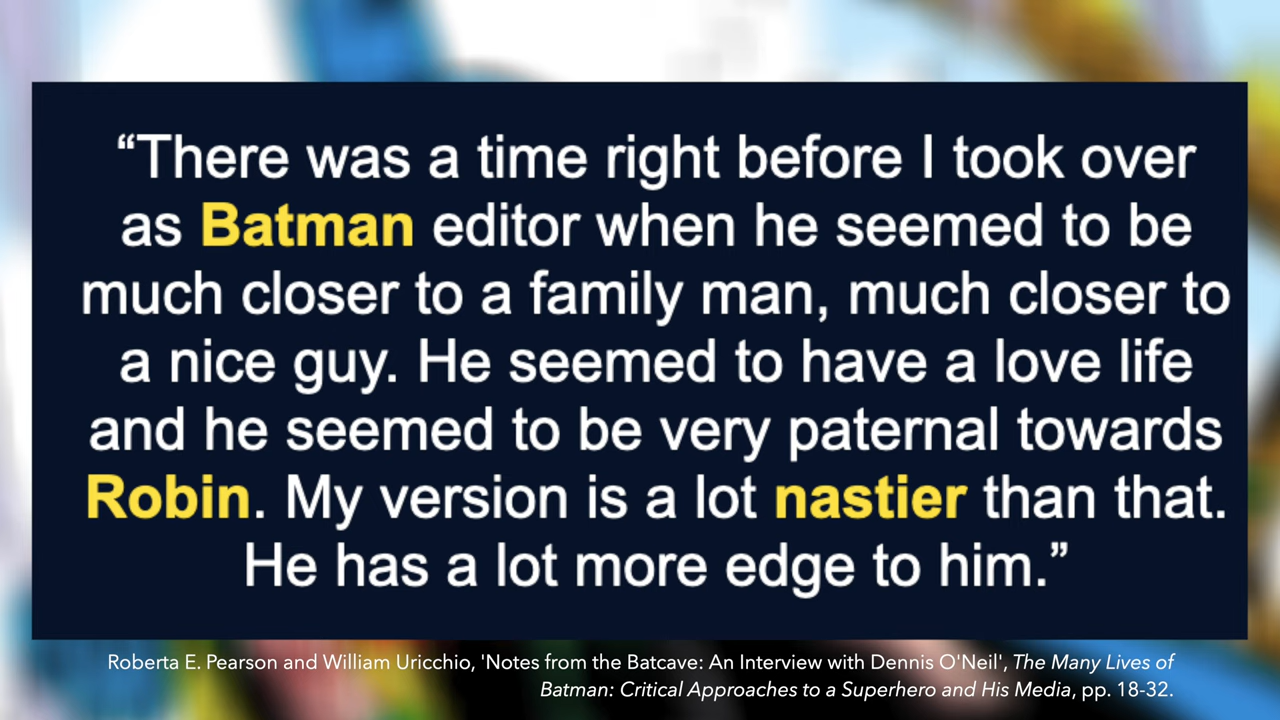 “There was a time right before I took over
as Batman editor when he seemed to be
much closer to a family man, much closer to
a nice guy. He seemed to have a love life
and he seemed to be very paternal towards
Robin. My version is a lot nastier than that.
He has a lot more edge to him.”
Roberta E. Pearson and William Uricchio, 'Notes from the Batcave: An Interview with Dennis O'Neil', The Many Lives of
Batman: Critical Approaches to a Superhero and His Media, pp. 18-32.